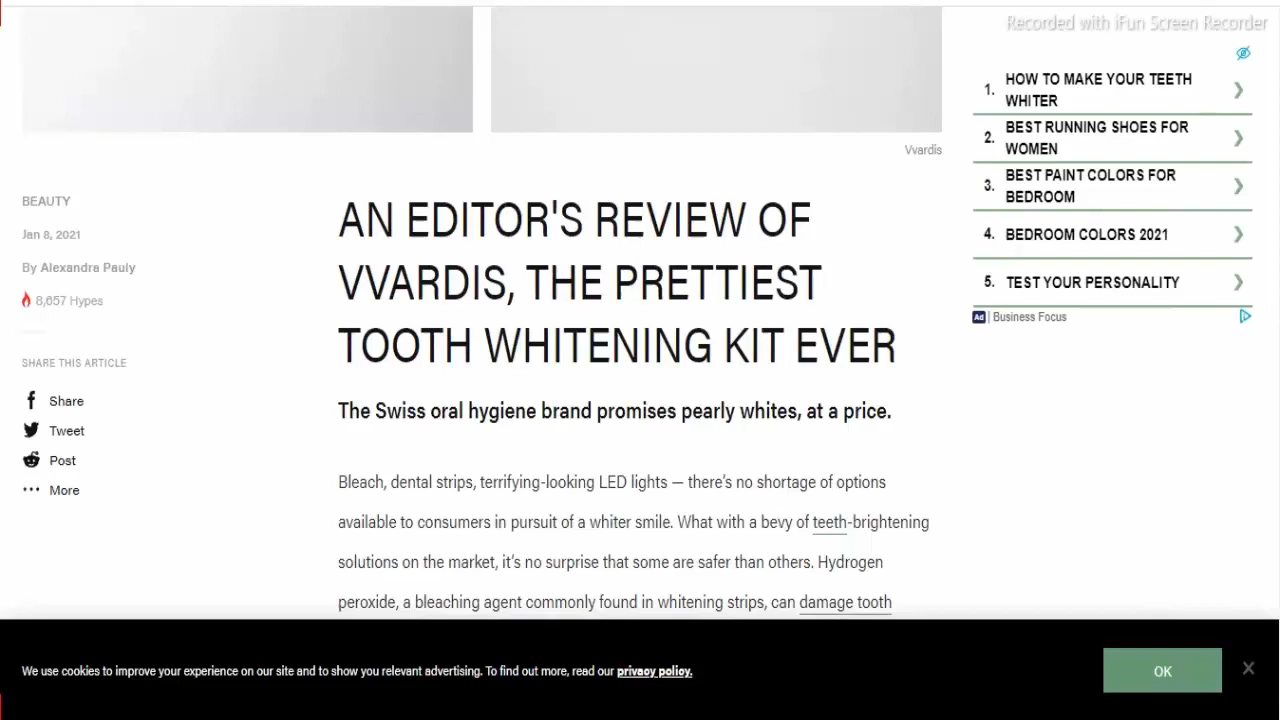 Recorded with iFun Screen Recorder
1. HOW TO MAKE YOUR TEETH
WHITER
2. BEST RUNNING SHOES FOR
WOMEN
3. BEST PAINT COLORS FOR
BEDROOM
4. BEDROOM COLORS 2021
5. TEST YOUR PERSONALITY
Ad | Business Focus
Vvardis
BEAUTY
Jan 8, 2021
By Alexandra Pauly
8,657 Hypes
SHARE THIS ARTICLE
Share
Tweet
Post
More
AN EDITOR'S REVIEW OF
VVARDIS, THE PRETTIEST
TOOTH WHITENING KIT EVER
The Swiss oral hygiene brand promises pearly whites, at a price.
Bleach, dental strips, terrifying-looking LED lights — there's no shortage of options
available to consumers in pursuit of a whiter smile. What with a bevy of teeth-brightening
solutions on the market, it's no surprise that some are safer than others. Hydrogen
peroxide, a bleaching agent commonly found in whitening strips, can damage tooth
We use cookies to improve your experience on our site and to show you relevant advertising. To find out more, read our privacy policy.
OK